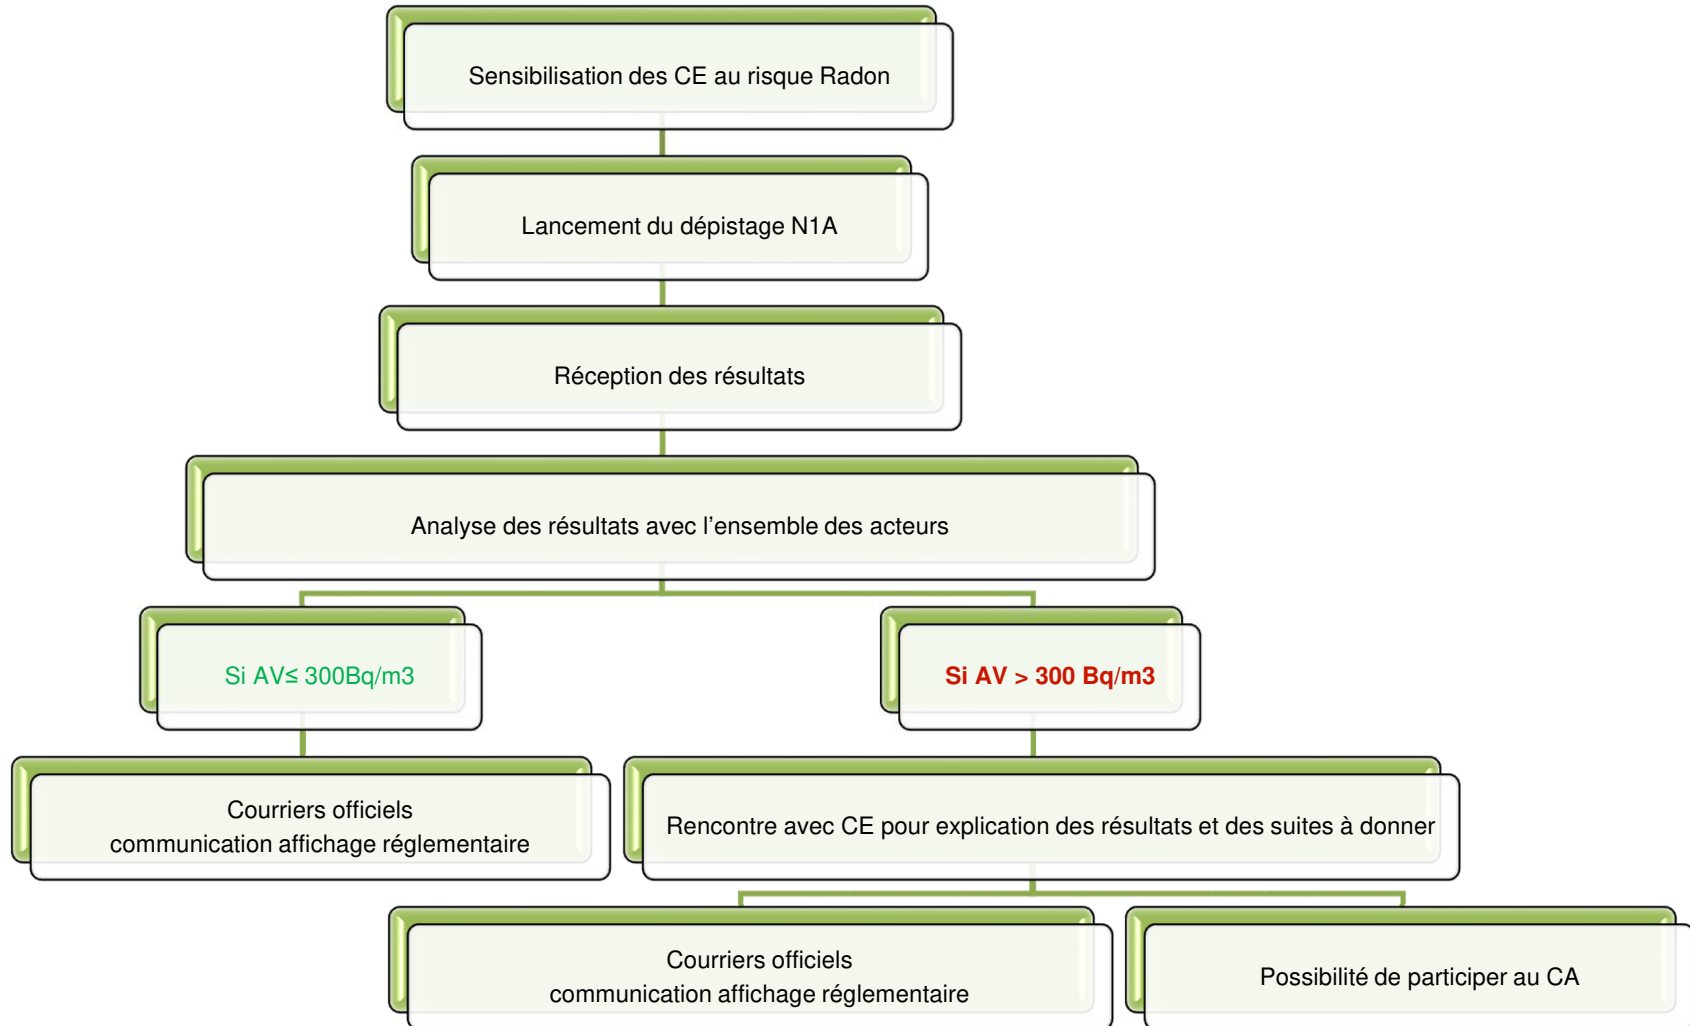 Sensibilisation des CE au risque Radon
Lancement du dépistage N1A
Réception des résultats
Analyse des résultats avec l'ensemble des acteurs
Si AV≤ 300Bq/m3
Si AV > 300 Bq/m3
Courriers officiels
communication affichage réglementaire
Rencontre avec CE pour explication des résultats et des suites à donner
Courriers officiels
communication affichage réglementaire
Possibilité de participer au CA